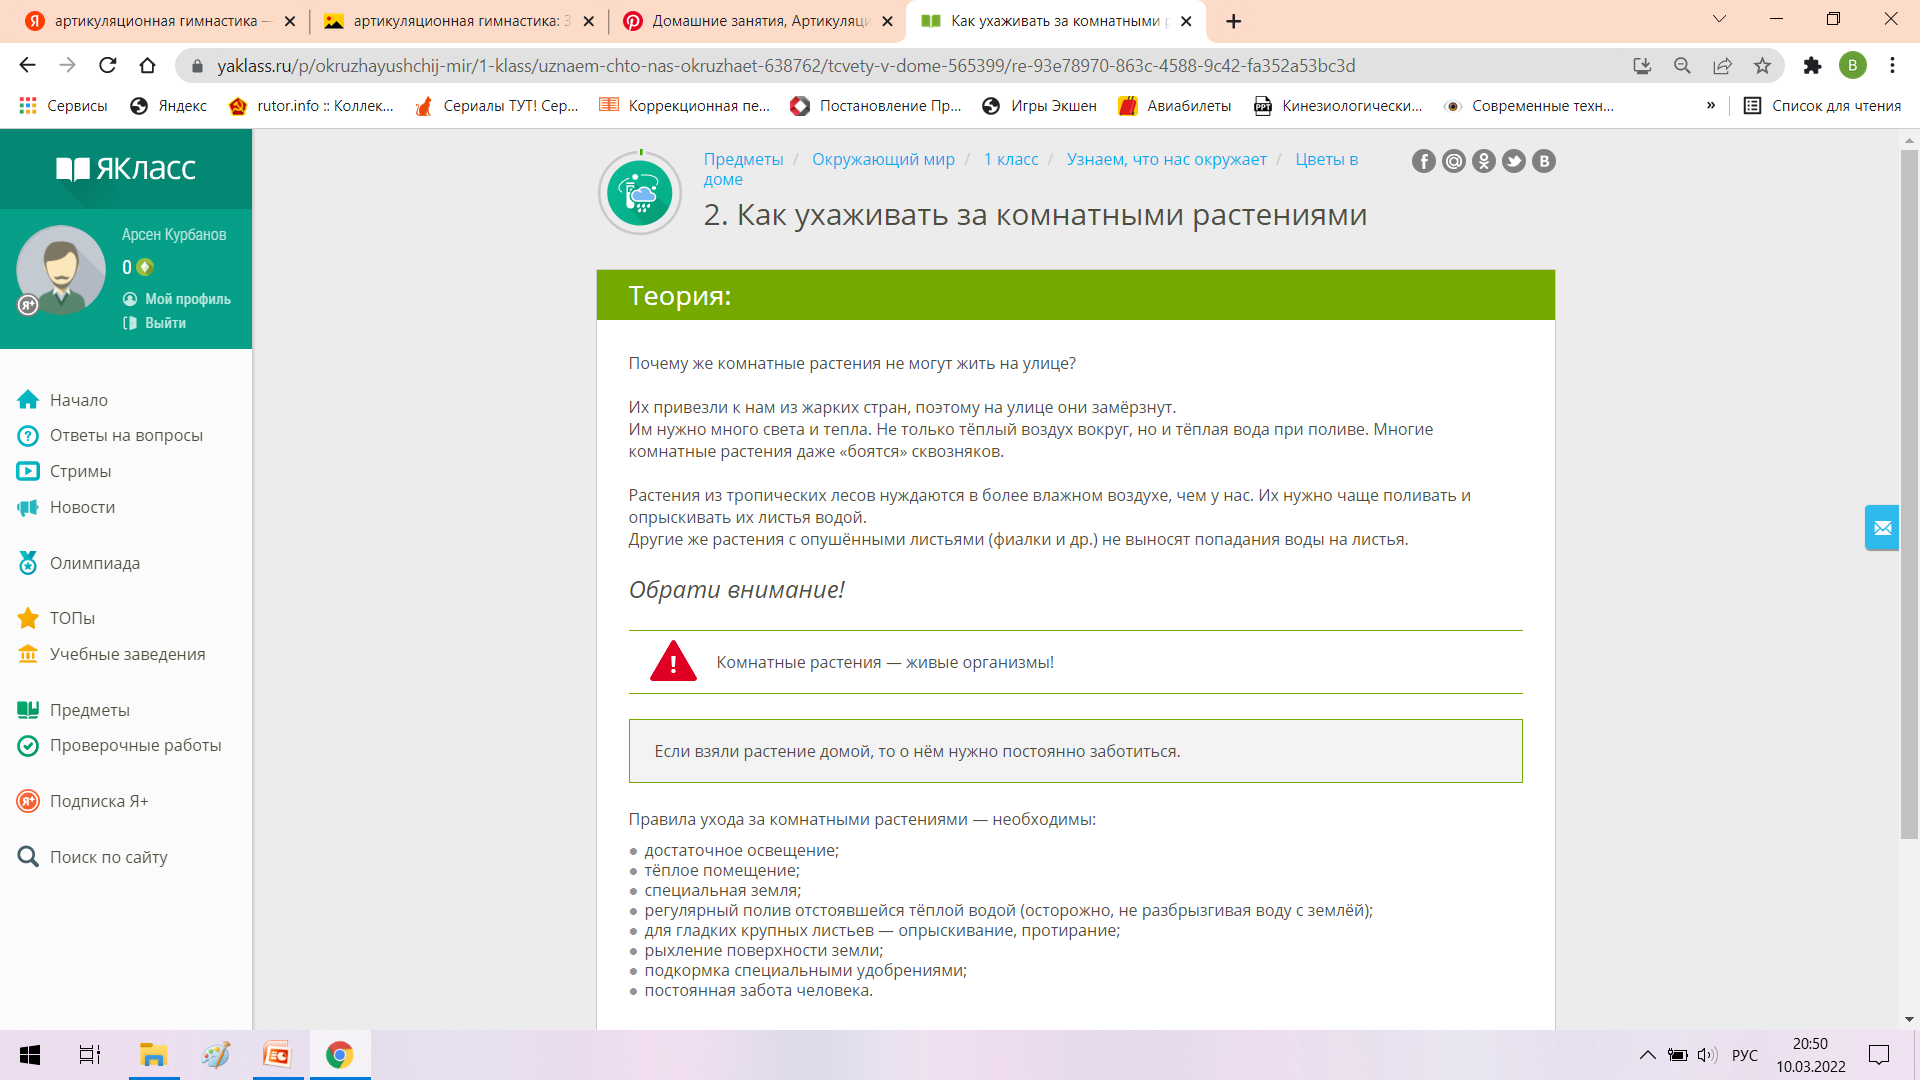 артикуляционная гимнастика —
артикуляционная гимнастика: З
Домашние занятия, Артикуляци
Как ухаживать за комнатными р
yaklass.ru/p/okruzhayushchij-mir/1-klass/uznaem-chto-nas-okruzhaet-638762/tcvety-v-dome-565399/re-93e78970-863c-4588-9c42-fa352a53bc3d
B
Сервисы
Яндекс
rutor.info :: Коллек...
Сериалы ТУТ! Сер...
Коррекционная пе...
Постановление Пр...
Игры Экшен
Авиабилеты
Кинезиологически...
Современные техн...
»
Список для чтения
ЯКласс
Арсен Курбанов
0
Я+
Мой профиль
Выйти
Начало
Ответы на вопросы
Стримы
Новости
Олимпиада
ТОПы
Учебные заведения
Предметы
Проверочные работы
Подписка Я+
Поиск по сайту
Предметы / Окружающий мир / 1 класс / Узнаем, что нас окружает / Цветы в
доме
2. Как ухаживать за комнатными растениями
Теория:
Почему же комнатные растения не могут жить на улице?
Их привезли к нам из жарких стран, поэтому на улице они замёрзнут.
Им нужно много света и тепла. Не только тёплый воздух вокруг, но и тёплая вода при поливе. Многие
комнатные растения даже «боятся» сквозняков.
Растения из тропических лесов нуждаются в более влажном воздухе, чем у нас. Их нужно чаще поливать и
опрыскивать их листья водой.
Другие же растения с опушёнными листьями (фиалки и др.) не выносят попадания воды на листья.
Обрати внимание!
! Комнатные растения — живые организмы!
Если взяли растение домой, то о нём нужно постоянно заботиться.
Правила ухода за комнатными растениями — необходимы:
● достаточное освещение;
● тёплое помещение;
● специальная земля;
● регулярный полив отстоявшейся тёплой водой (осторожно, не разбрызгивая воду с землёй);
● для гладких крупных листьев — опрыскивание, протирание;
● рыхление поверхности земли;
● подкормка специальными удобрениями;
● постоянная забота человека.
РУС
20:50
10.03.2022